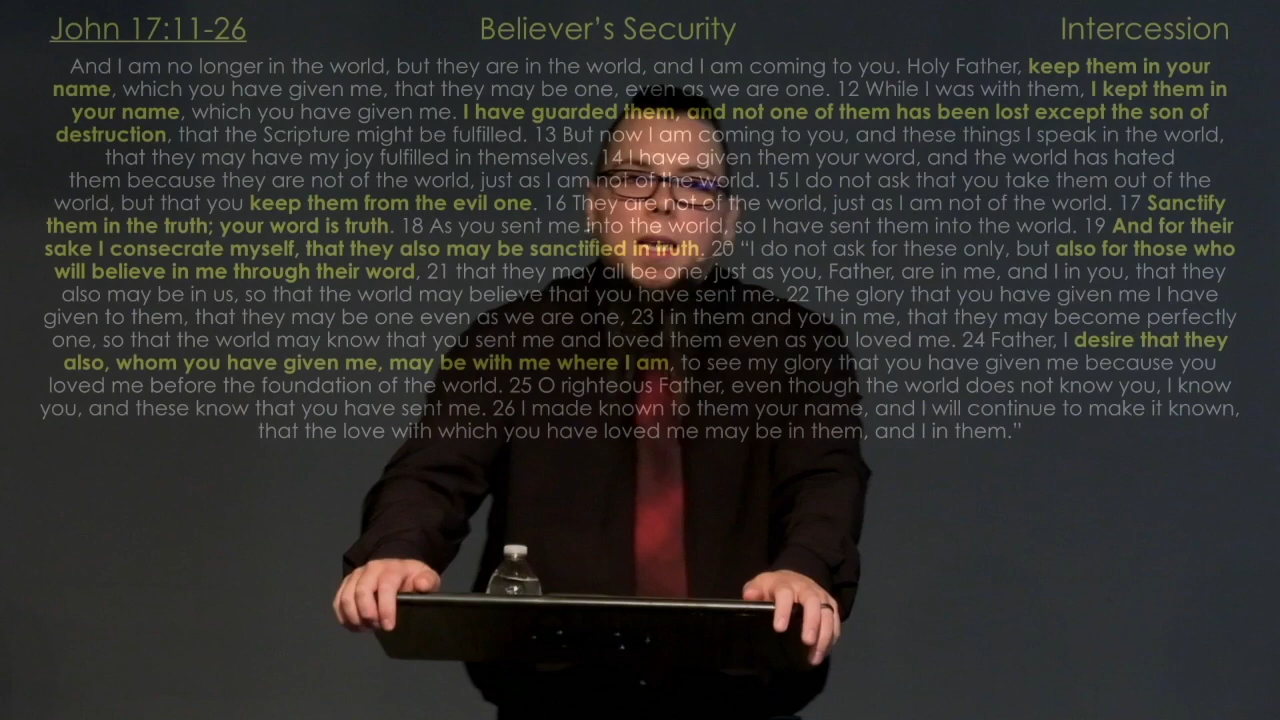 John 17:11-26 Believer’s Security Intercession
And I am no longer in the world, but they are in the world, and I am coming to you. Holy Father, keep them in your
name, which you have given me, that they may be one, even as we are one. 12 While I was with them, I kept them in
your name, which you have given me. I have guarded them, and not one of them has been lost except the son of
destruction, that the Scripture might be fulfilled. 13 But now I am coming to you, and these things I speak in the world,
that they may have my joy fulfilled in themselves. 14 I have given them your word, and the world has hated
them because they are not of the world, just as I am not of the world. 15 I do not ask that you take them out of the
world, but that you keep them from the evil one. 16 They are not of the world, just as I am not of the world. 17 Sanctify
them in the truth; your word is truth. 18 As you sent me into the world, so I have sent them into the world. 19 And for their
sake I consecrate myself, that they also may be sanctified in truth. 20 “I do not ask for these only, but also for those who
will believe in me through their word, 21 that they may all be one, just as you, Father, are in me, and I in you, that they
also may be in us, so that the world may believe that you have sent me. 22 The glory that you have given me I have
given to them, that they may be one even as we are one, 23 I in them and you in me, that they may become perfectly
one, so that the world may know that you sent me and loved them even as you loved me. 24 Father, I desire that they
also, whom you have given me, may be with me where I am, to see my glory that you have given me because you
loved me before the foundation of the world. 25 O righteous Father, even though the world does not know you, I know
you, and these know that you have sent me. 26 I made known to them your name, and I will continue to make it known,
that the love with which you have loved me may be in them, and I in them.”